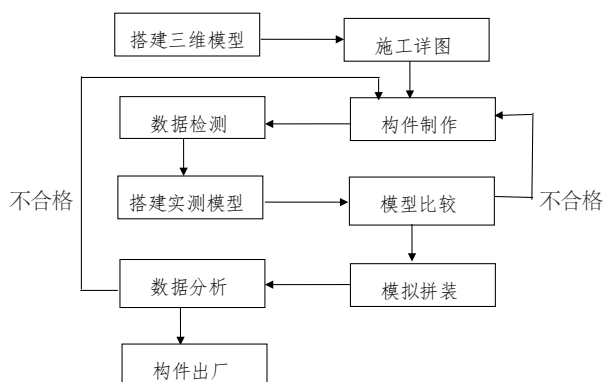 搭建三维模型
施工详图
数据检测
构件制作
不合格
搭建实测模型
模型比较
不合格
数据分析
模拟拼装
构件出厂